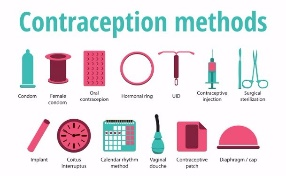 Contraception methods
Condom
Female
condom
Oral
contraception
Hormonal ring
UID
Contraceptive
injection
Surgical
sterilization
Implant
Coitus
interruptus
Calendar rhythm
method
Vaginal
douche
Contraceptive
patch
Diaphragm / cap